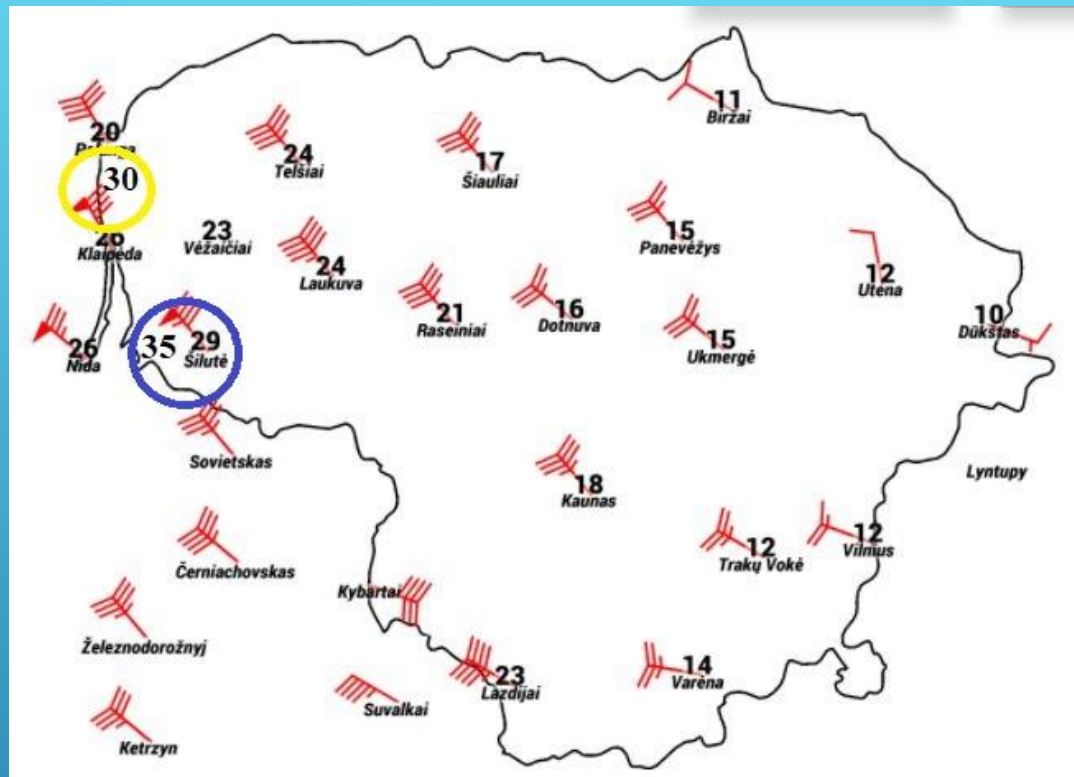 11
Biržai
20
Palanga
24
Telšiai
17
Šiauliai
30
26
Klaipėda
23
Vėžaičiai
24
Laukuva
15
Panevėžys
12
Utena
21
Raseiniai
16
Dotnuva
15
Ukmergė
10
Dūkštas
26
Nida
35
29
Šilutė
Sovietskas
18
Kaunas
Lyntupy
12
Trakų Vokė
12
Vilnius
Černiachovskas
Kybartai
Železnodorožnyj
23
Lazdijai
14
Varėna
Suvalkai
Ketrzyn